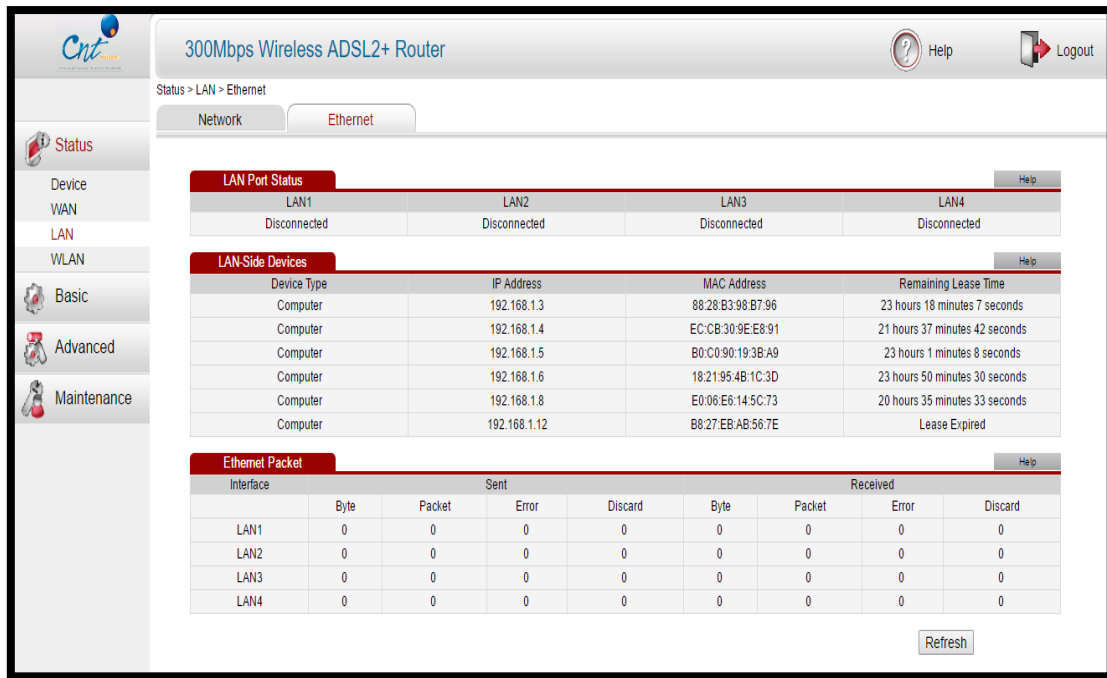 Cnt
300Mbps Wireless ADSL2+ Router
Help
Logout
Status > LAN > Ethernet
Network Ethernet
Status
Device
WAN
LAN
WLAN
Basic
Advanced
Maintenance
LAN Port Status Help
LAN1 LAN2 LAN3 LAN4
Disconnected Disconnected Disconnected Disconnected
LAN-Side Devices Help
Device Type IP Address MAC Address Remaining Lease Time
Computer 192.168.1.3 88:28:B3:98:B7:96 23 hours 18 minutes 7 seconds
Computer 192.168.1.4 EC:CB:30:9E:E8:91 21 hours 37 minutes 42 seconds
Computer 192.168.1.5 B0:C0:90:19:3B:A9 23 hours 1 minutes 8 seconds
Computer 192.168.1.6 18:21:95:4B:1C:3D 23 hours 50 minutes 30 seconds
Computer 192.168.1.8 E0:06:E6:14:5C:73 20 hours 35 minutes 33 seconds
Computer 192.168.1.12 B8:27:EB:AB:56:7E Lease Expired
Ethernet Packet Help
Interface Sent Received
Byte Packet Error Discard Byte Packet Error Discard
LAN1 0 0 0 0 0 0 0 0
LAN2 0 0 0 0 0 0 0 0
LAN3 0 0 0 0 0 0 0 0
LAN4 0 0 0 0 0 0 0 0
Refresh